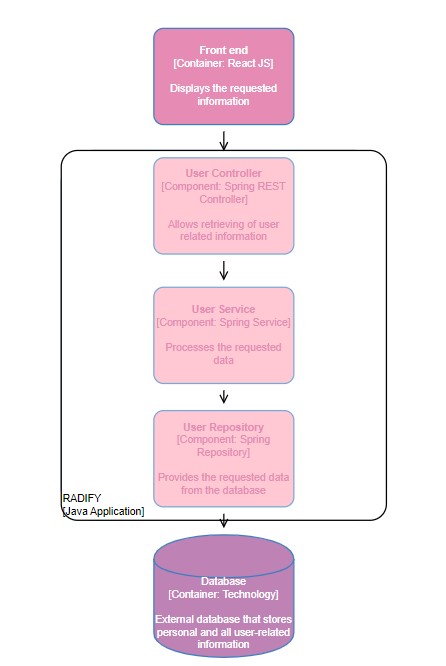 Front end
[Container: React JS]
Displays the requested
information
User Controller
[Component: Spring REST
Controller]
Allows retrieving of user
related information
User Service
[Component: Spring Service]
Processes the requested
data
User Repository
[Component: Spring
Repository]
Provides the requested data
from the database
RADIFY
[Java Application]
Database
[Container: Technology]
External database that stores
personal and all user-related
information